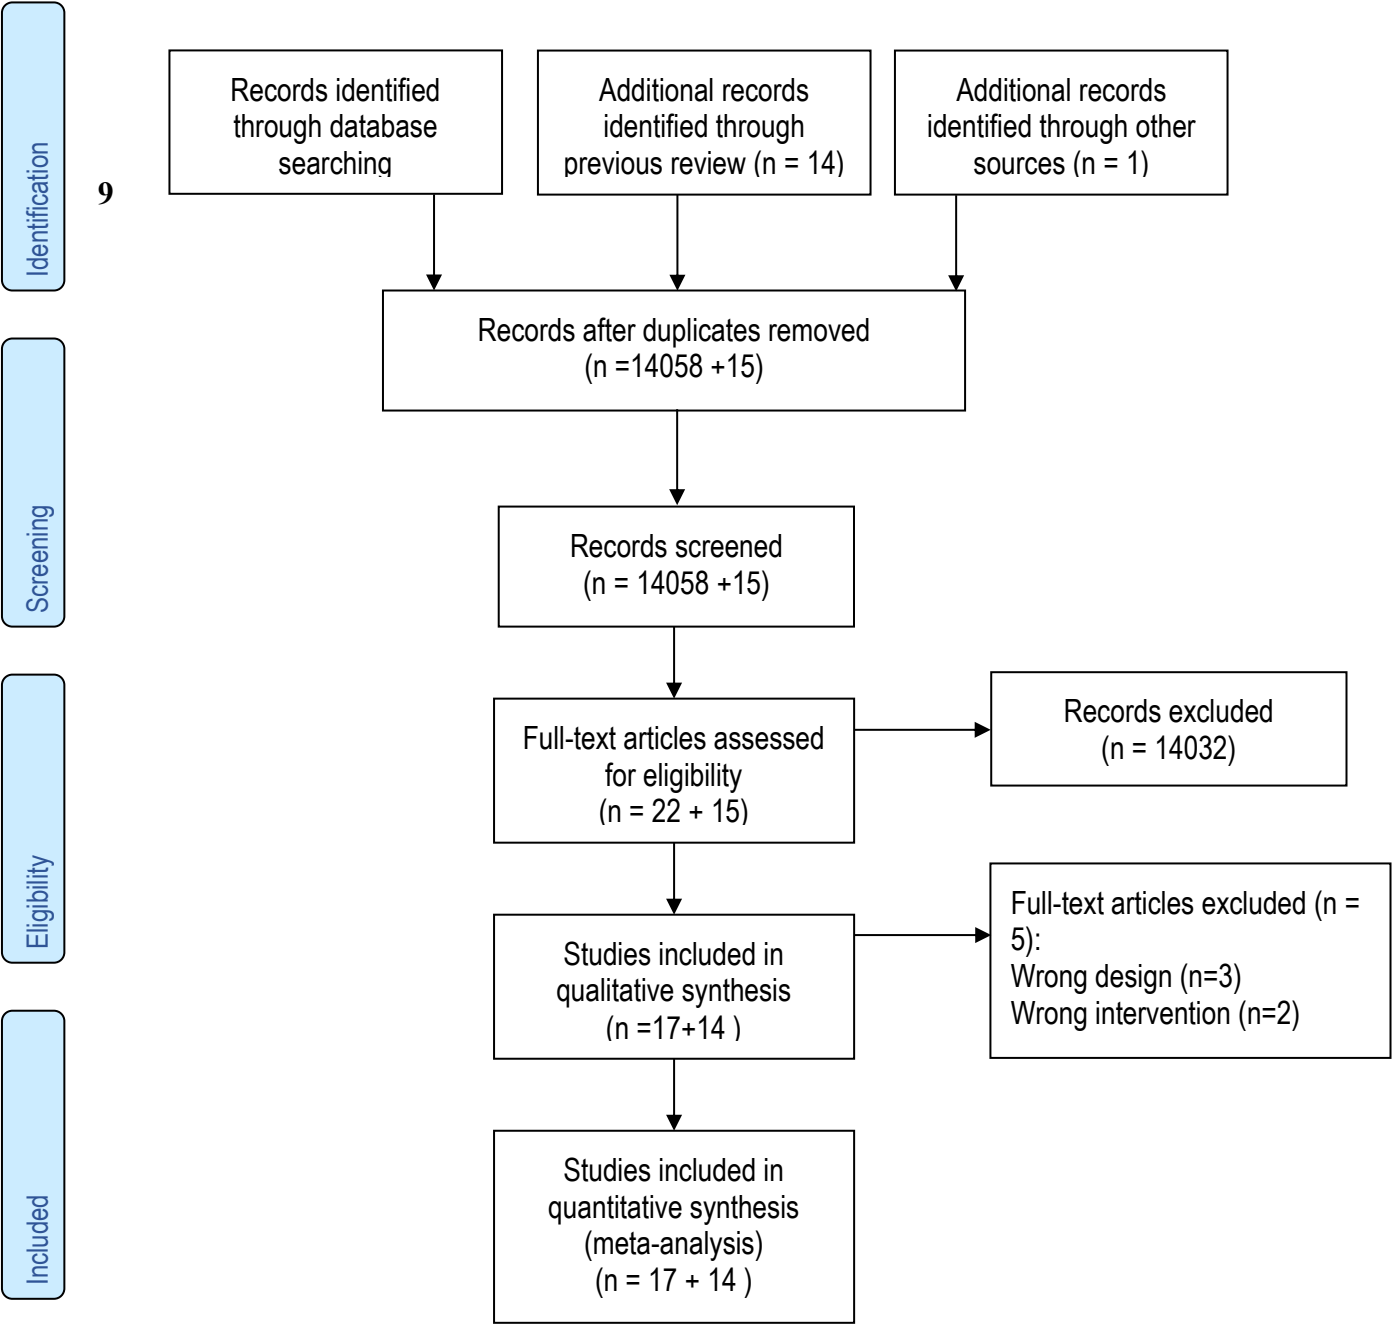 Identification
9
Records identified
through database
searching
Additional records
identified through
previous review (n = 14)
Additional records
identified through other
sources (n = 1)
Records after duplicates removed
(n =14058 +15)
Screening
Records screened
(n = 14058 +15)
Eligibility
Full-text articles assessed
for eligibility
(n = 22 + 15)
Records excluded
(n = 14032)
Studies included in
qualitative synthesis
(n =17+14 )
Full-text articles excluded (n =
5):
Wrong design (n=3)
Wrong intervention (n=2)
Included
Studies included in
quantitative synthesis
(meta-analysis)
(n = 17 + 14 )